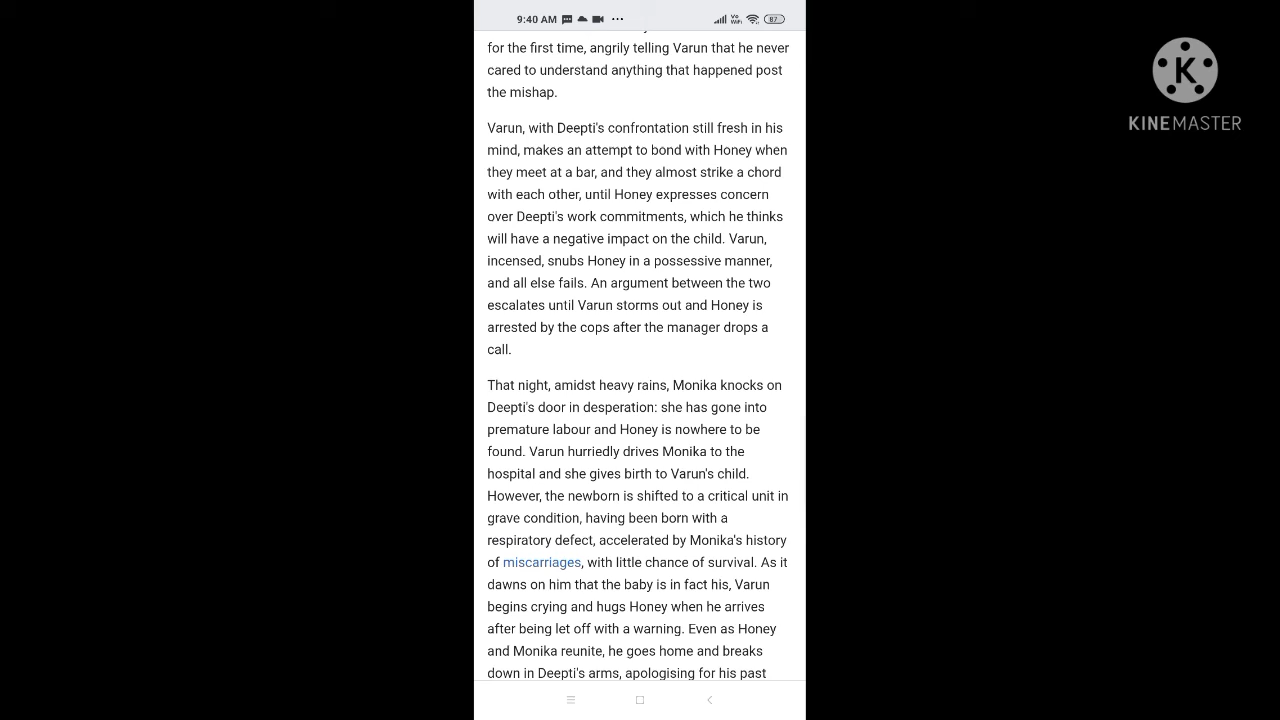 9:40 AM
Vo
WiFi
87
for the first time, angrily telling Varun that he never
cared to understand anything that happened post
the mishap.
Varun, with Deepti's confrontation still fresh in his
mind, makes an attempt to bond with Honey when
they meet at a bar, and they almost strike a chord
with each other, until Honey expresses concern
over Deepti's work commitments, which he thinks
will have a negative impact on the child. Varun,
incensed, snubs Honey in a possessive manner,
and all else fails. An argument between the two
escalates until Varun storms out and Honey is
arrested by the cops after the manager drops a
call.
That night, amidst heavy rains, Monika knocks on
Deepti's door in desperation: she has gone into
premature labour and Honey is nowhere to be
found. Varun hurriedly drives Monika to the
hospital and she gives birth to Varun's child.
However, the newborn is shifted to a critical unit in
grave condition, having been born with a
respiratory defect, accelerated by Monika's history
of miscarriages, with little chance of survival. As it
dawns on him that the baby is in fact his, Varun
begins crying and hugs Honey when he arrives
after being let off with a warning. Even as Honey
and Monika reunite, he goes home and breaks
down in Deepti's arms, apologising for his past
K
KINEMASTER